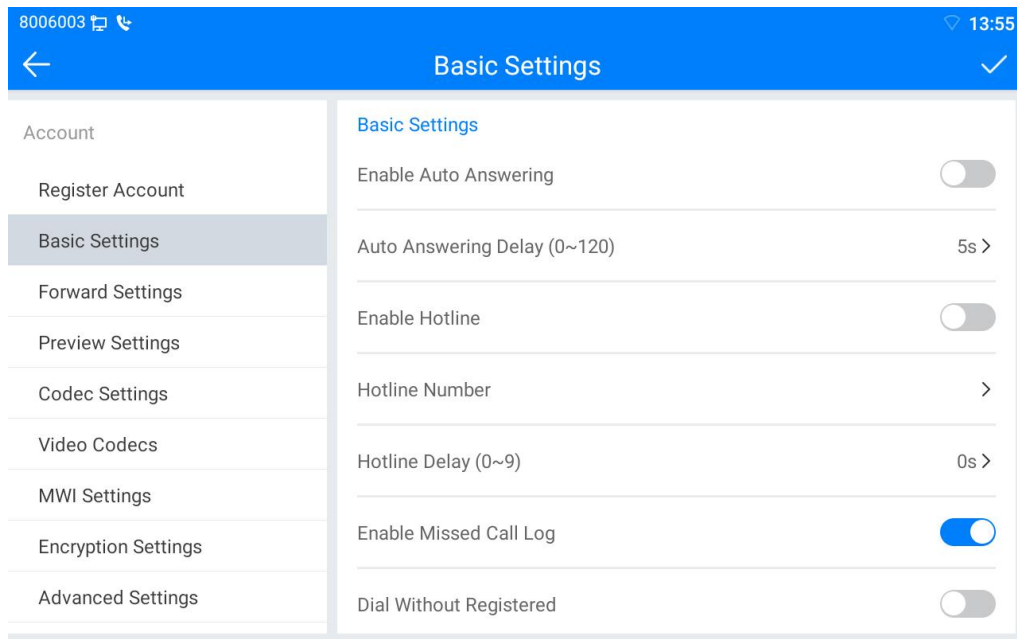 8006003
13:55
Basic Settings
Account
Register Account
Basic Settings
Forward Settings
Preview Settings
Codec Settings
Video Codecs
MWI Settings
Encryption Settings
Advanced Settings
Basic Settings
Enable Auto Answering
Auto Answering Delay (0~120) 5s
Enable Hotline
Hotline Number
Hotline Delay (0~9) 0s
Enable Missed Call Log
Dial Without Registered